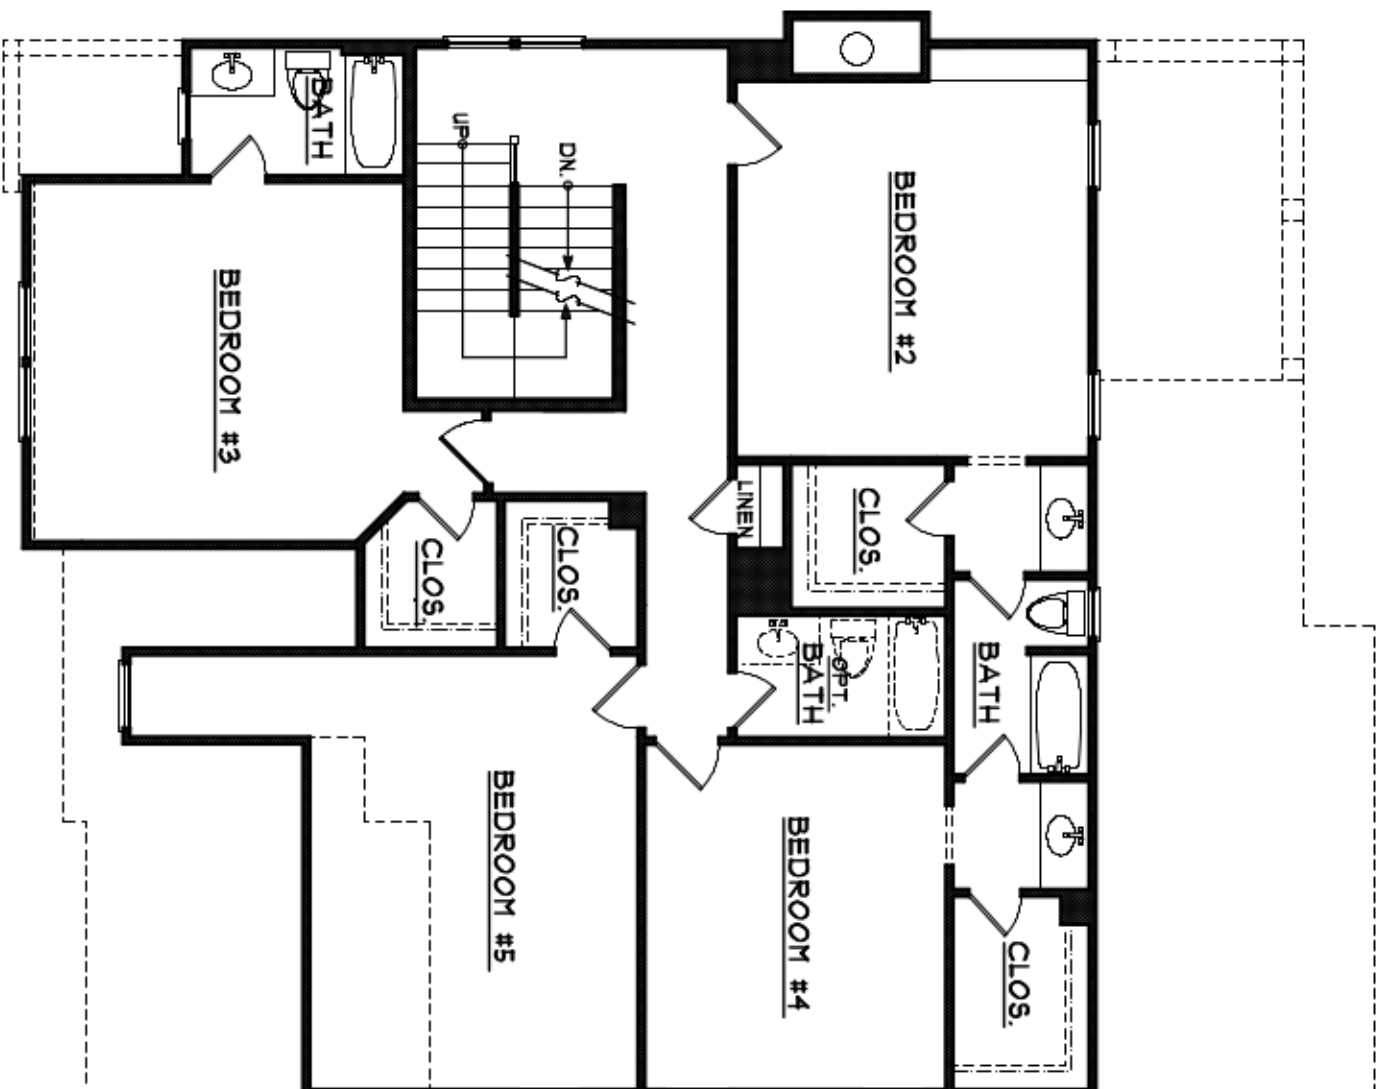 BATH
UP
DN.
BEDROOM #2
BEDROOM #3
LINEN
CLOS.
CLOS.
CLOS.
OPT.
BATH
BATH
BEDROOM #5
BEDROOM #4
CLOS.